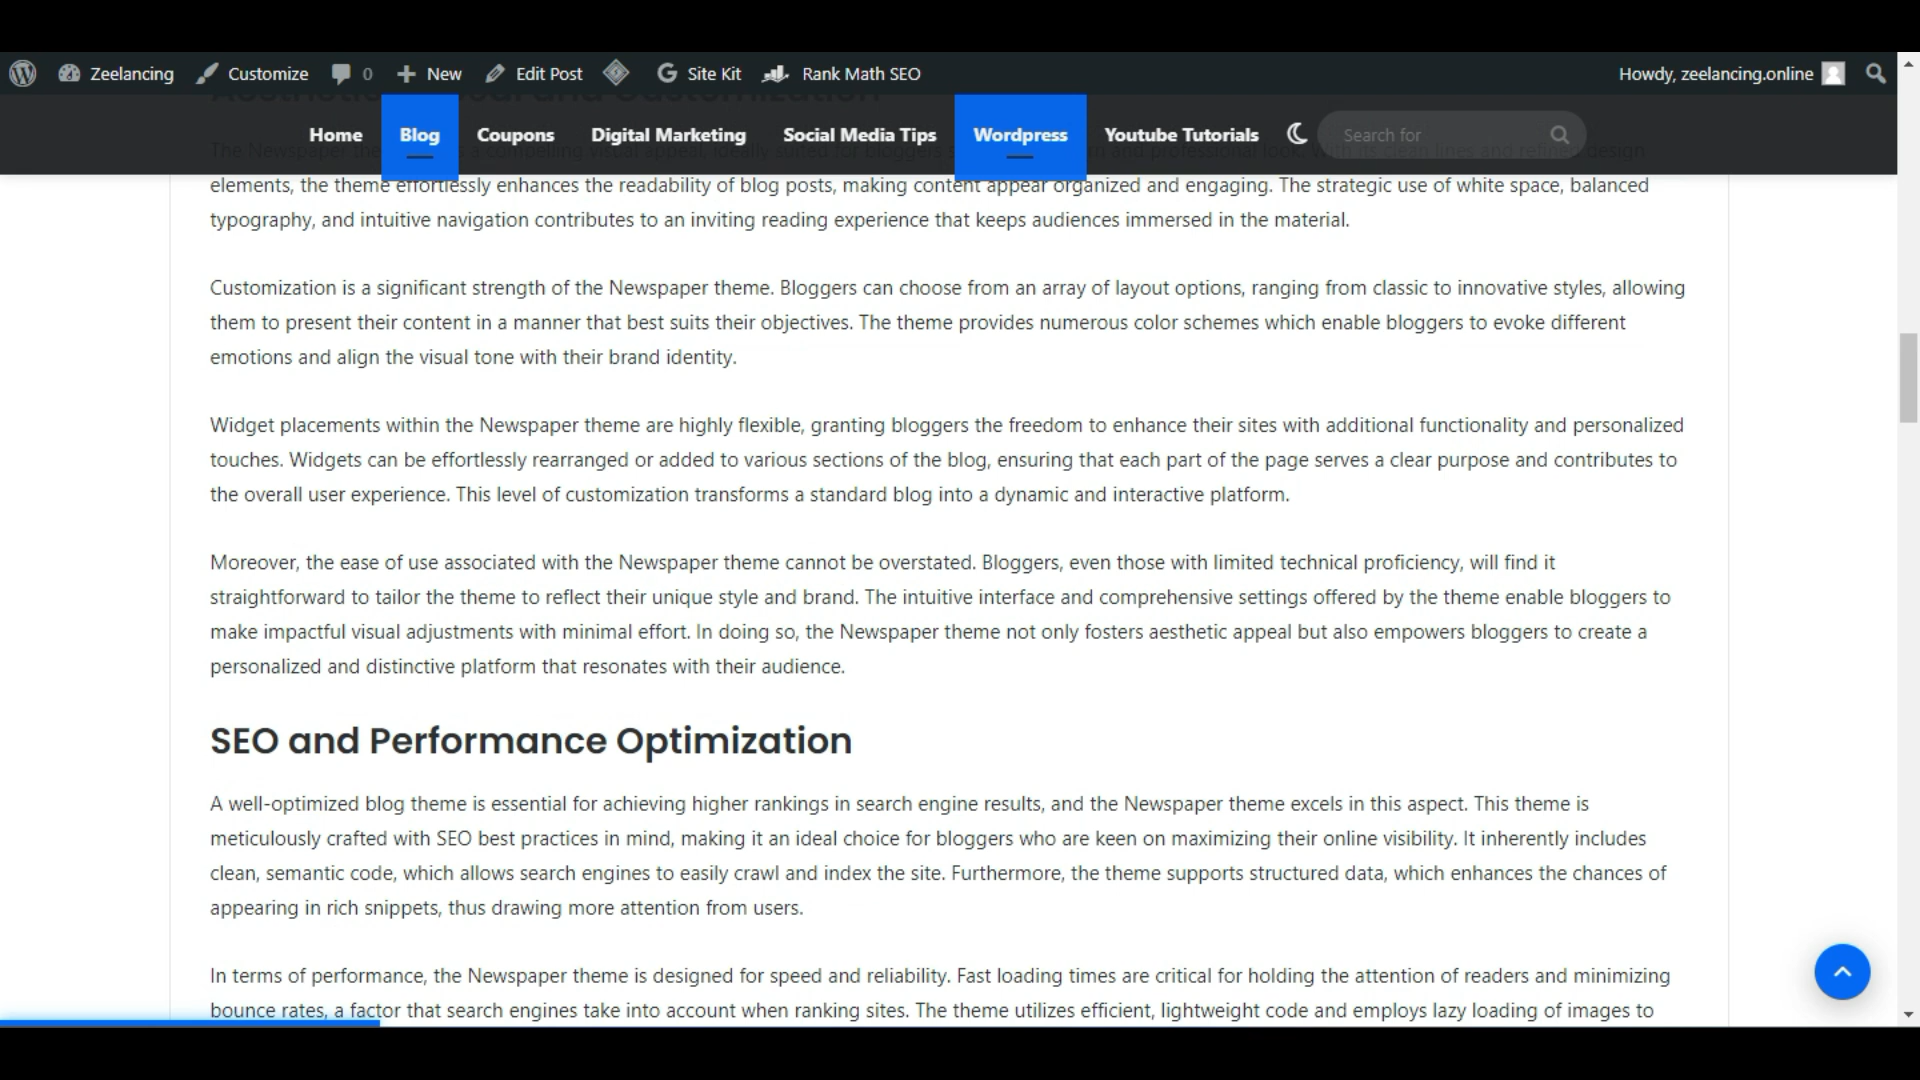 Zeelancing Customize 0 New Edit Post Site Kit Rank Math SEO Howdy, zeelancing.online
Home Blog Coupons Digital Marketing Social Media Tips Wordpress Youtube Tutorials Search for
elements, the theme effortlessly enhances the readability of blog posts, making content appear organized and engaging. The strategic use of white space, balanced
typography, and intuitive navigation contributes to an inviting reading experience that keeps audiences immersed in the material.
Customization is a significant strength of the Newspaper theme. Bloggers can choose from an array of layout options, ranging from classic to innovative styles, allowing
them to present their content in a manner that best suits their objectives. The theme provides numerous color schemes which enable bloggers to evoke different
emotions and align the visual tone with their brand identity.
Widget placements within the Newspaper theme are highly flexible, granting bloggers the freedom to enhance their sites with additional functionality and personalized
touches. Widgets can be effortlessly rearranged or added to various sections of the blog, ensuring that each part of the page serves a clear purpose and contributes to
the overall user experience. This level of customization transforms a standard blog into a dynamic and interactive platform.
Moreover, the ease of use associated with the Newspaper theme cannot be overstated. Bloggers, even those with limited technical proficiency, will find it
straightforward to tailor the theme to reflect their unique style and brand. The intuitive interface and comprehensive settings offered by the theme enable bloggers to
make impactful visual adjustments with minimal effort. In doing so, the Newspaper theme not only fosters aesthetic appeal but also empowers bloggers to create a
personalized and distinctive platform that resonates with their audience.
SEO and Performance Optimization
A well-optimized blog theme is essential for achieving higher rankings in search engine results, and the Newspaper theme excels in this aspect. This theme is
meticulously crafted with SEO best practices in mind, making it an ideal choice for bloggers who are keen on maximizing their online visibility. It inherently includes
clean, semantic code, which allows search engines to easily crawl and index the site. Furthermore, the theme supports structured data, which enhances the chances of
appearing in rich snippets, thus drawing more attention from users.
In terms of performance, the Newspaper theme is designed for speed and reliability. Fast loading times are critical for holding the attention of readers and minimizing
bounce rates, a factor that search engines take into account when ranking sites. The theme utilizes efficient, lightweight code and employs lazy loading of images to